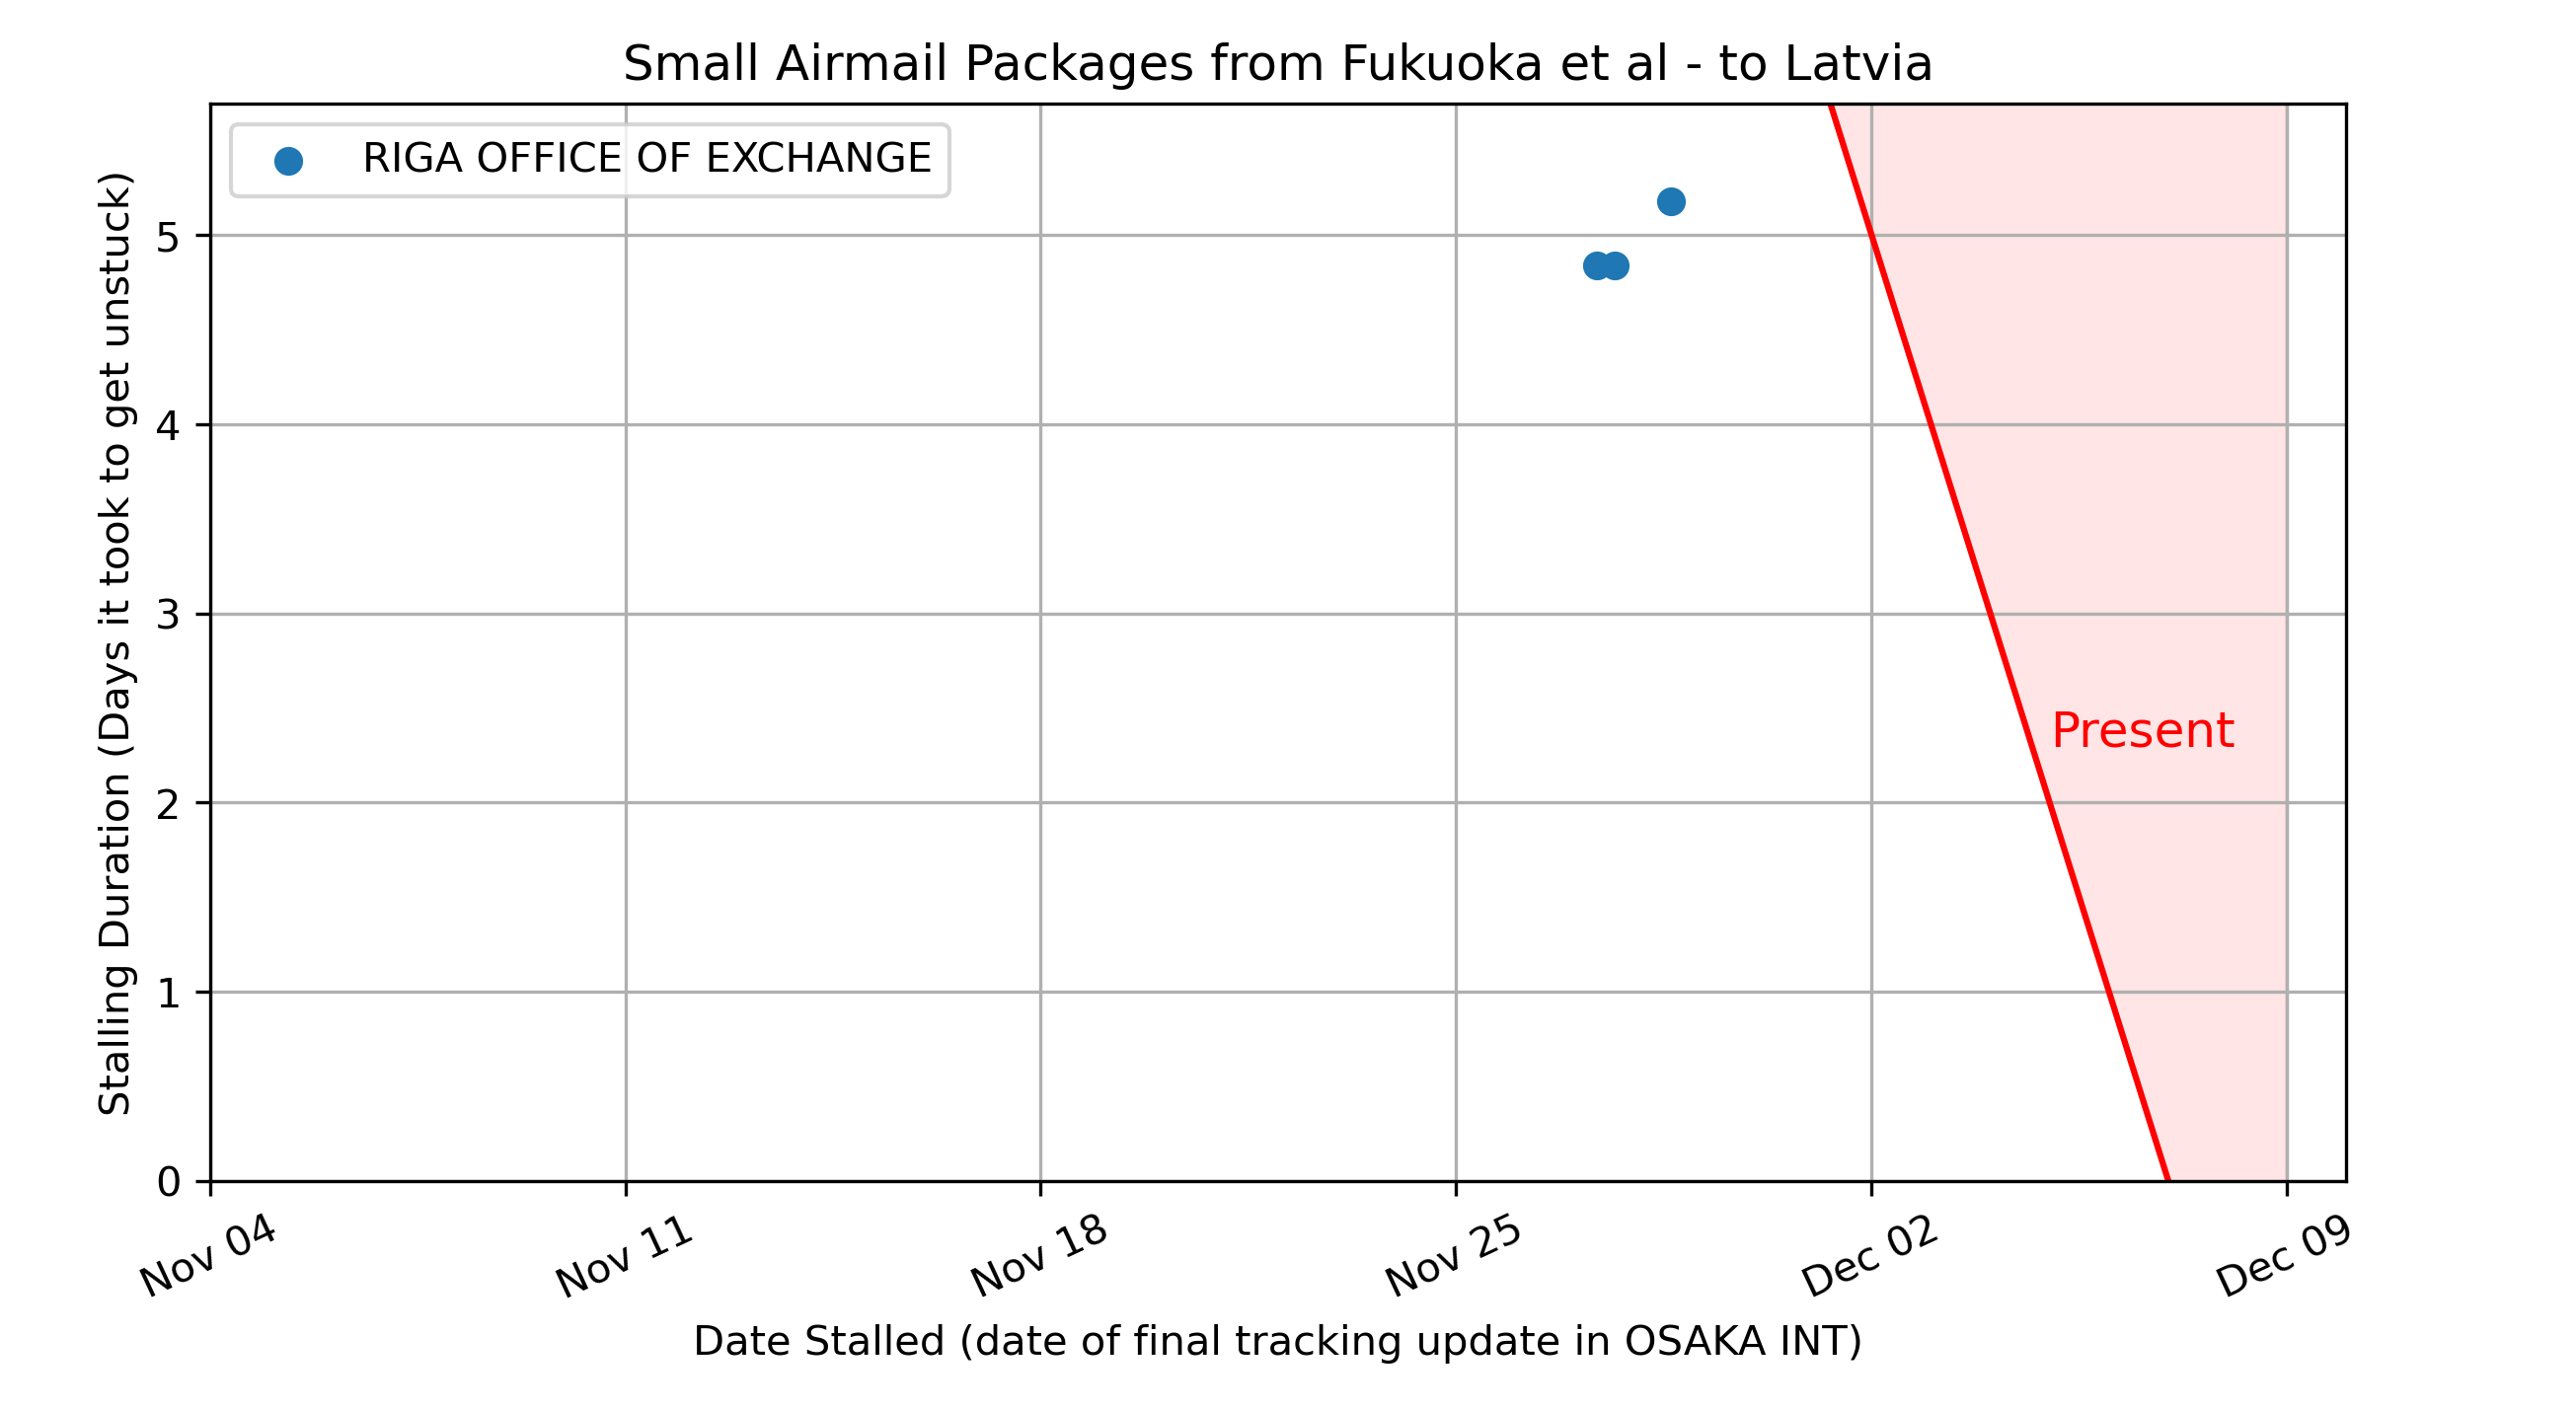 Small Airmail Packages from Fukuoka et al - to Latvia
RIGA OFFICE OF EXCHANGE
Stalling Duration (Days it took to get unstuck)
5
4
3
2
1
0
Present
Nov 04
Nov 11
Nov 18
Nov 25
Dec 02
Dec 09
Date Stalled (date of final tracking update in OSAKA INT)